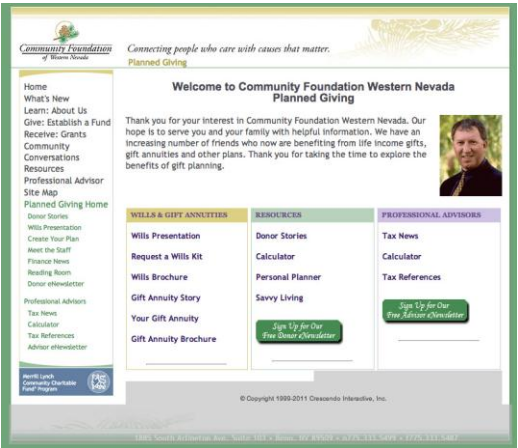 Community Foundation
of Western Nevada
Connecting people who care with causes that matter.
Planned Giving
Home
What's New
Learn: About Us
Give: Establish a Fund
Receive: Grants
Community
Conversations
Resources
Professional Advisor
Site Map
Planned Giving Home
Donor Stories
Wills Presentation
Create Your Plan
Meet the Staff
Finance News
Reading Room
Donor eNewsletter
Professional Advisors
Tax News
Calculator
Tax References
Advisor eNewsletter
Merrill Lynch
Community Charitable
Fund® Program
Welcome to Community Foundation Western Nevada
Planned Giving
Thank you for your interest in Community Foundation Western Nevada. Our
hope is to serve you and your family with helpful information. We have an
increasing number of friends who now are benefiting from life income gifts,
gift annuities and other plans. Thank you for taking the time to explore the
benefits of gift planning.
WILLS & GIFT ANNUITIES
Wills Presentation
Request a Wills Kit
Wills Brochure
Gift Annuity Story
Your Gift Annuity
Gift Annuity Brochure
RESOURCES
Donor Stories
Calculator
Personal Planner
Savvy Living
Sign Up for Our
Free Donor eNewsletter
PROFESSIONAL ADVISORS
Tax News
Calculator
Tax References
Sign Up for Our
Free Advisor eNewsletter
© Copyright 1999-2011 Crescendo Interactive, Inc.
1885 South Arlington Ave, Suite 103 • Reno, NV 89509 •